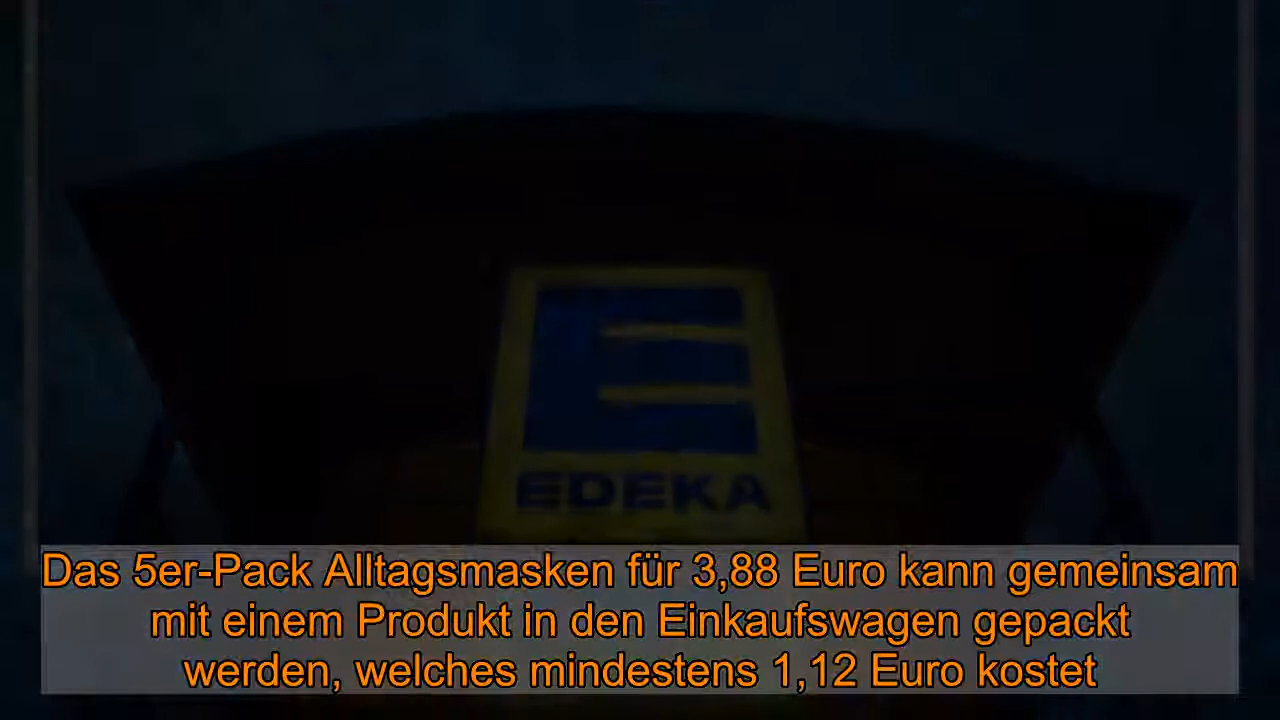 E
EDEKA
Das 5er-Pack Alltagsmasken für 3,88 Euro kann gemeinsam
mit einem Produkt in den Einkaufswagen gepackt
werden, welches mindestens 1,12 Euro kostet